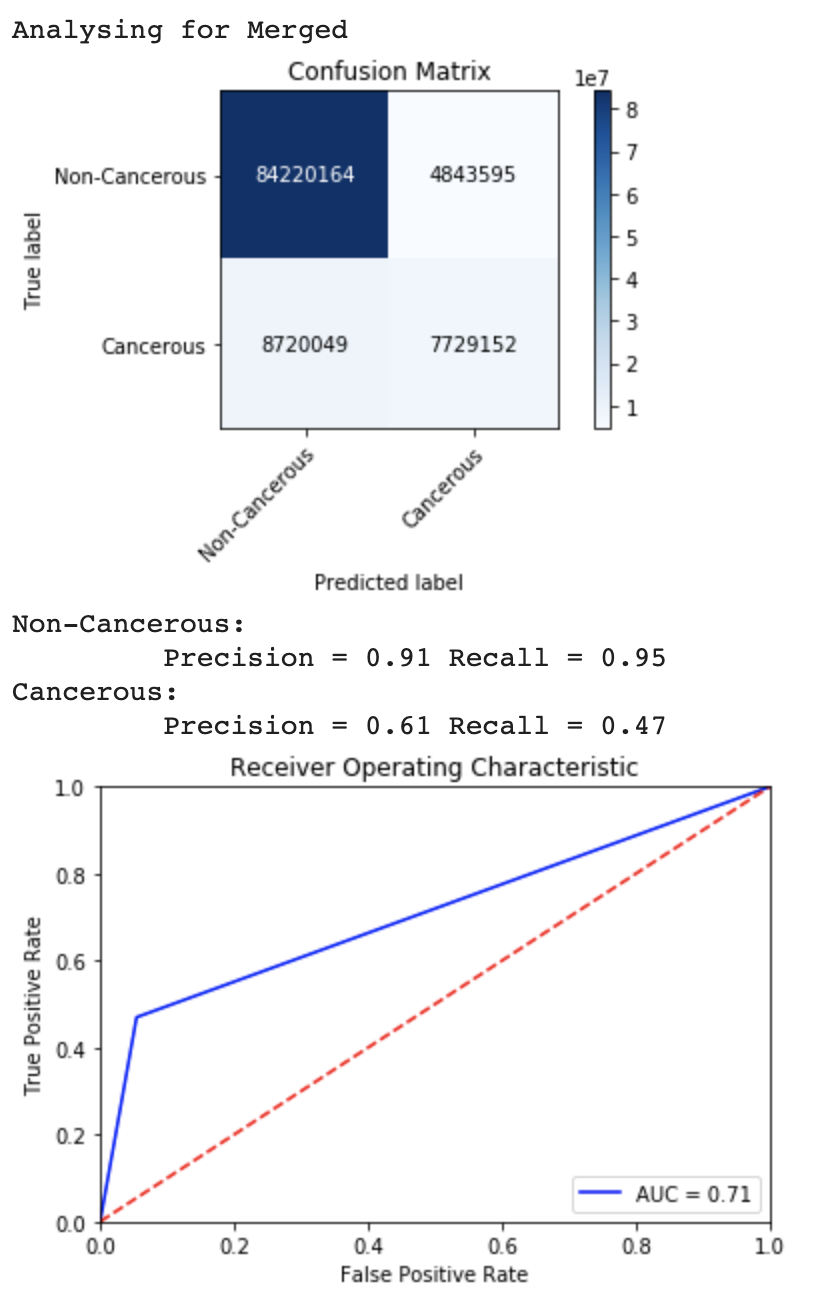 Analysing for Merged
Confusion Matrix
1e7
Non-Cancerous
84220164
4843595
Cancerous
8720049
7729152
True label
8
7
6
5
4
3
2
1
Non-Cancerous
Cancerous
Predicted label
Non-Cancerous:
Precision = 0.91 Recall = 0.95
Cancerous:
Precision = 0.61 Recall = 0.47
Receiver Operating Characteristic
True Positive Rate
1.0
0.8
0.6
0.4
0.2
0.0
AUC = 0.71
0.0
0.2
0.4
0.6
0.8
1.0
False Positive Rate